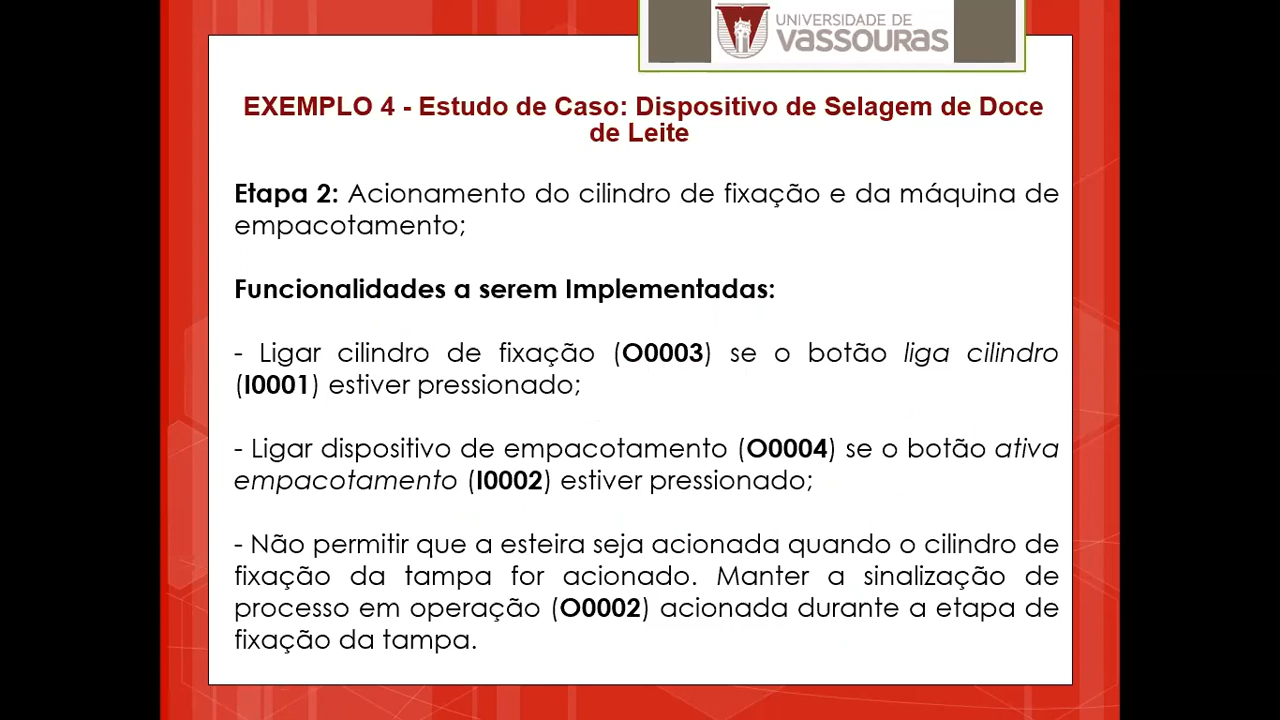 UNIVERSIDADE DE
VASSOURAS
EXEMPLO 4 - Estudo de Caso: Dispositivo de Selagem de Doce
de Leite
Etapa 2: Acionamento do cilindro de fixação e da máquina de
empacotamento;
Funcionalidades a serem Implementadas:
- Ligar cilindro de fixação (O0003) se o botão liga cilindro
(I0001) estiver pressionado;
- Ligar dispositivo de empacotamento (O0004) se o botão ativa
empacotamento (I0002) estiver pressionado;
- Não permitir que a esteira seja acionada quando o cilindro de
fixação da tampa for acionado. Manter a sinalização de
processo em operação (O0002) acionada durante a etapa de
fixação da tampa.